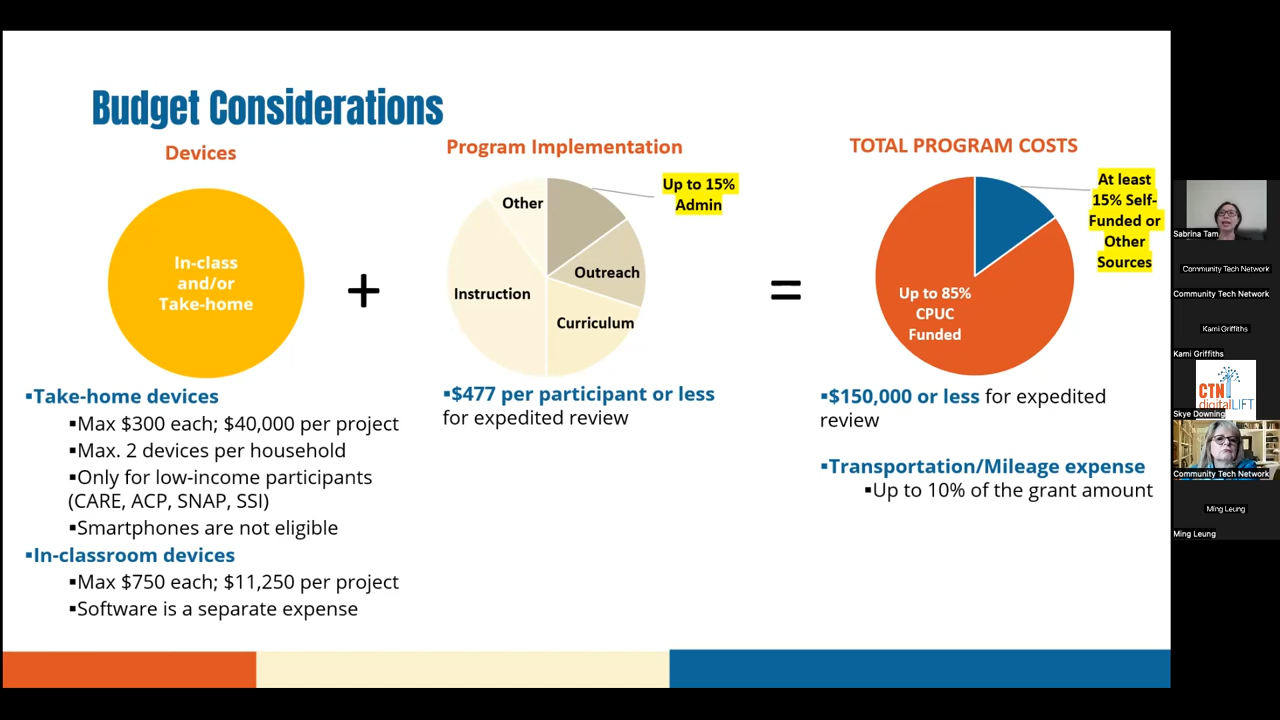 Budget Considerations
Devices
In-class
and/or
Take-home
▪Take-home devices
▪Max $300 each; $40,000 per project
▪Max. 2 devices per household
▪Only for low-income participants
(CARE, ACP, SNAP, SSI)
▪Smartphones are not eligible
▪In-classroom devices
▪Max $750 each; $11,250 per project
▪Software is a separate expense
+
Program Implementation
Up to 15%
Admin
Other
Outreach
Instruction
Curriculum
▪$477 per participant or less
for expedited review
=
TOTAL PROGRAM COSTS
At least
15% Self-
Funded or
Other
Sources
Up to 85%
CPUC
Funded
▪$150,000 or less for expedited
review
▪Transportation/Mileage expense
▪Up to 10% of the grant amount
Sabrina Tam
Community Tech Network
Community Tech Network
Kami Griffiths
Kami Griffiths
CTN
digitalLIFT
Skye Downing
Community Tech Network
Ming Leung
Ming Leung